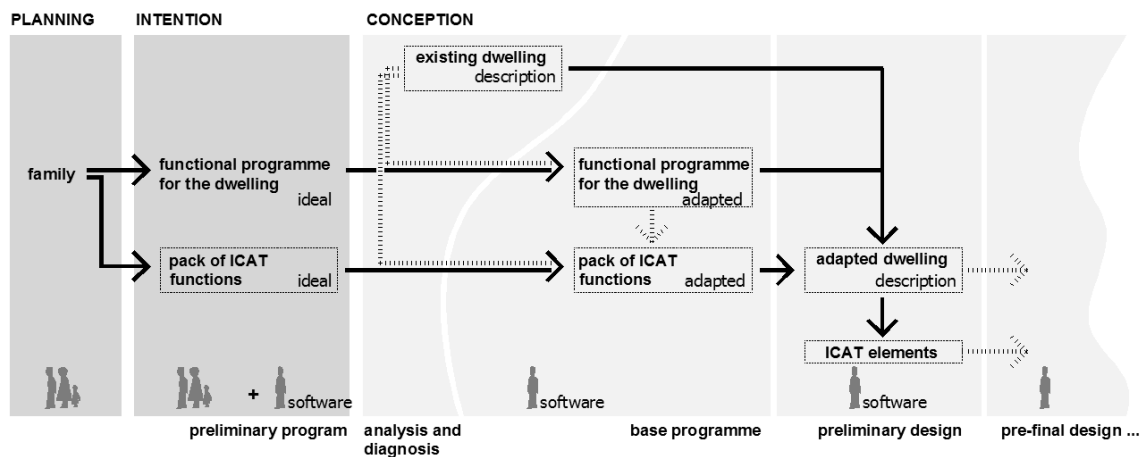 PLANNING
INTENTION
CONCEPTION
existing dwelling
description
family
functional programme
for the dwelling
ideal
functional programme
for the dwelling
adapted
pack of ICAT
functions
ideal
pack of ICAT
functions
adapted
adapted dwelling
description
ICAT elements
+
software
software
software
preliminary program
analysis and
diagnosis
base programme
preliminary design
pre-final design ...